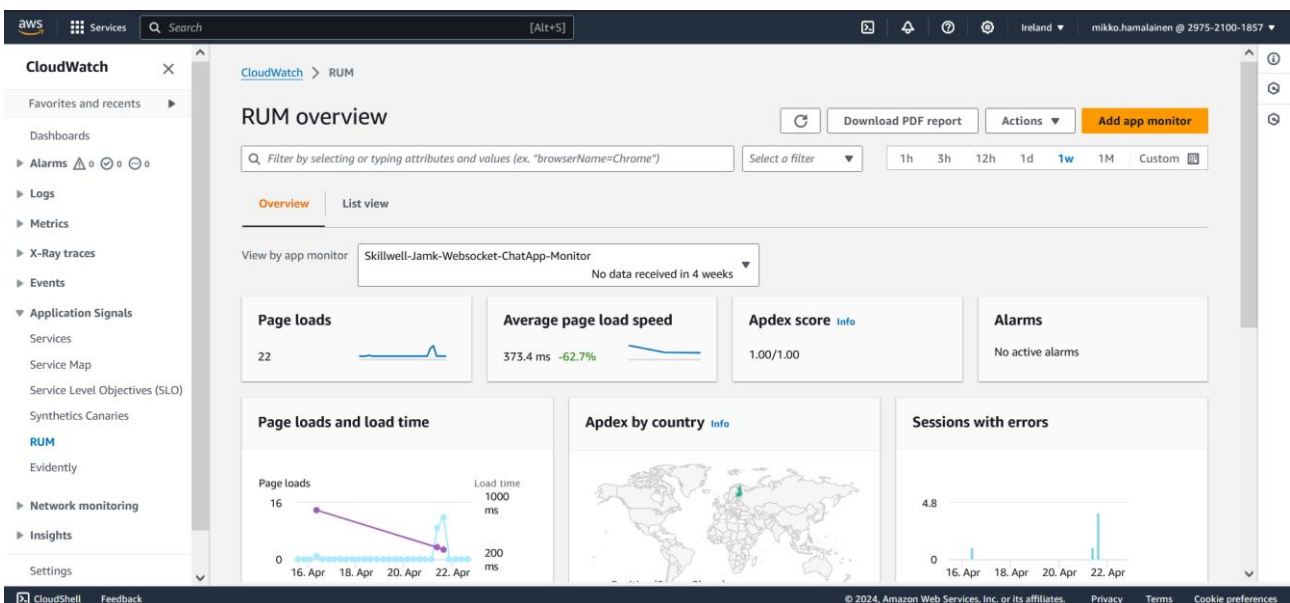 aws Services Search [Alt+S] Ireland ▼ mikko.hamalainen @ 2975-2100-1857 ▼
CloudWatch
Favorites and recents
Dashboards
Alarms 0 0 0
Logs
Metrics
X-Ray traces
Events
Application Signals
Services
Service Map
Service Level Objectives (SLO)
Synthetics Canaries
RUM
Evidently
Network monitoring
Insights
Settings
CloudWatch > RUM
RUM overview
Download PDF report Actions ▼ Add app monitor
Filter by selecting or typing attributes and values (ex. "browserName=Chrome") Select a filter 1h 3h 12h 1d 1w 1M Custom
Overview List view
View by app monitor Skillwell-Jamk-Websocket-ChatApp-Monitor
No data received in 4 weeks
Page loads
22
Average page load speed
373.4 ms -62.7%
Apdex score Info
1.00/1.00
Alarms
No active alarms
Page loads and load time
Page loads Load time
16 1000
ms
0 200
ms
16. Apr 18. Apr 20. Apr 22. Apr
Apdex by country Info
Sessions with errors
4.8
0
16. Apr 18. Apr 20. Apr 22. Apr
CloudShell Feedback © 2024, Amazon Web Services, Inc. or its affiliates. Privacy Terms Cookie preferences